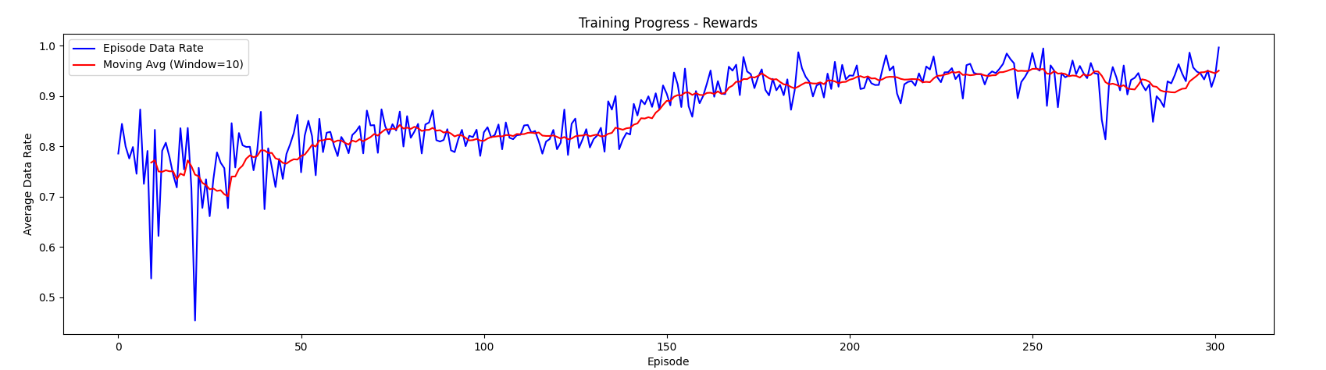 Training Progress - Rewards
Episode Data Rate
Moving Avg (Window=10)
Average Data Rate
1.0
0.9
0.8
0.7
0.6
0.5
0 50 100 150 200 250 300
Episode